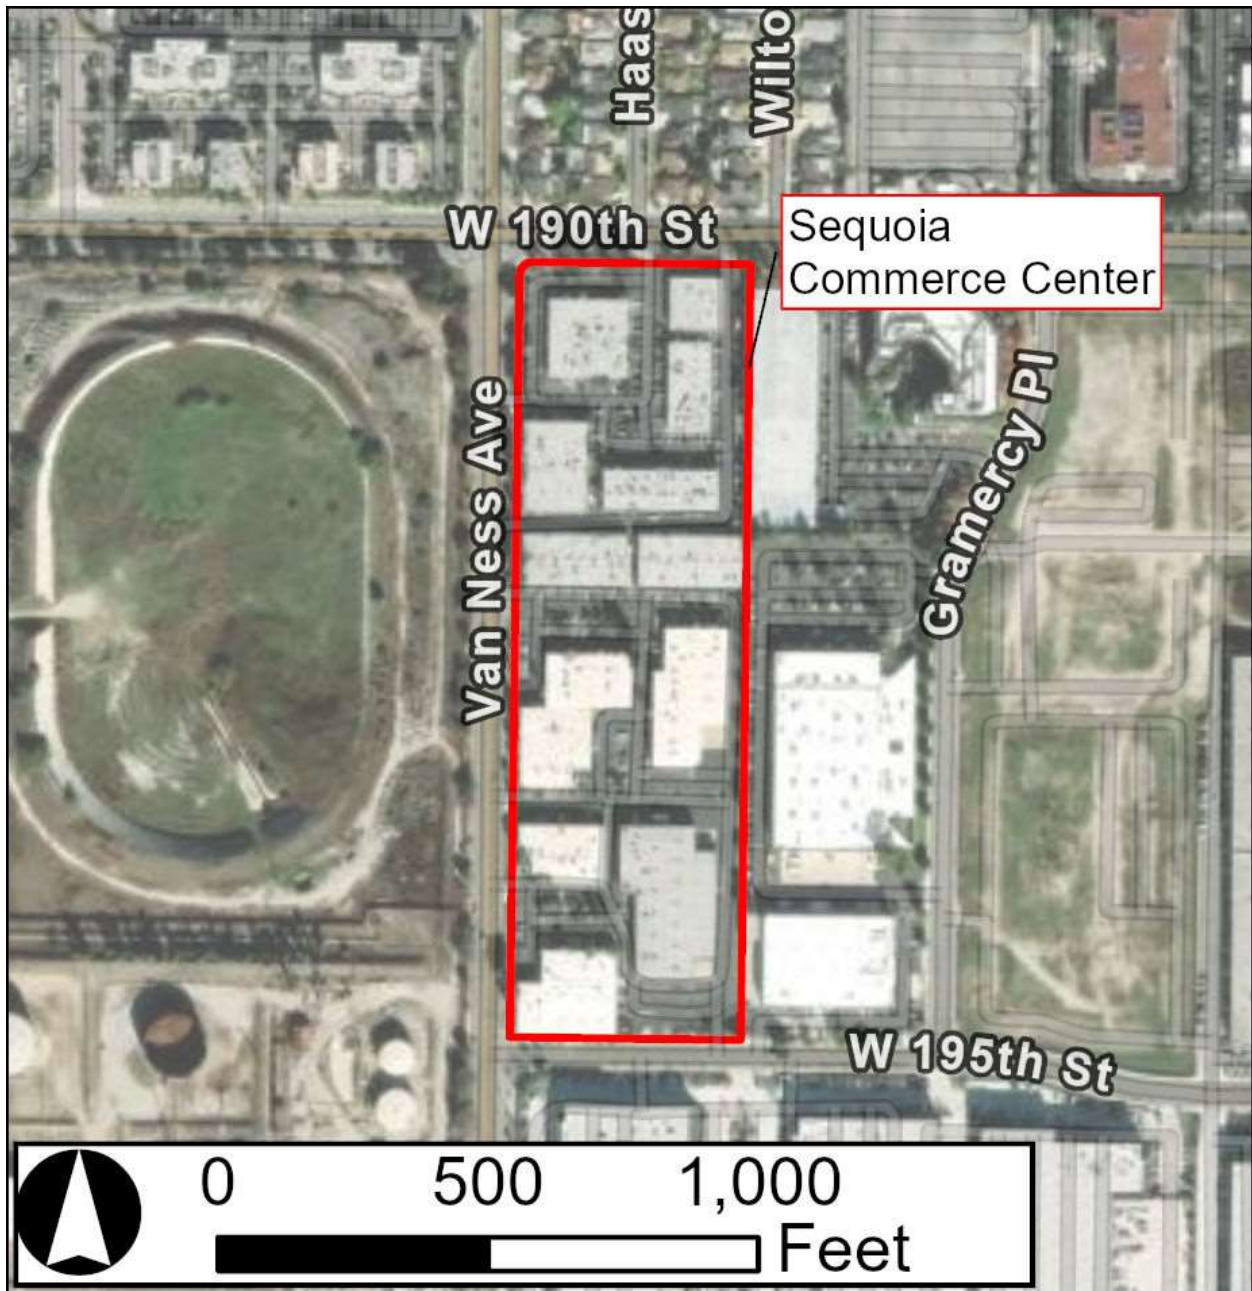 Haas
Wilto
W 190th St
Sequoia
Commerce Center
Van Ness Ave
Gramercy Pl
W 195th St
0 500 1,000
Feet